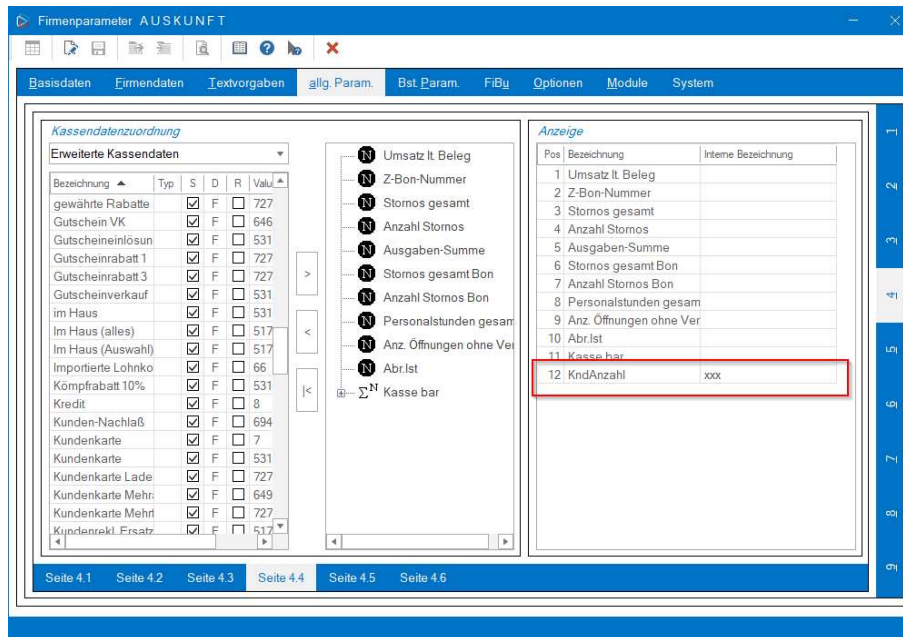 Firmenparameter A U S K U N F T
Basisdaten Firmendaten Textvorgaben allg. Param. Bst. Param. FiBu Optionen Module System
Kassendatenzuordnung
Erweiterte Kassendaten
Bezeichnung Typ S D R Valu
gewährte Rabatte F 727
Gutschein VK F 646
Gutscheineinlösun F 531
Gutscheinrabatt 1 F 727
Gutscheinrabatt 3 F 727
Gutscheinverkauf F 531
im Haus F 531
Im Haus (alles) F 517
Im Haus (Auswahl) F 517
Importierte Lohnko F 66
Kömpfrabatt 10% F 531
Kredit F 8
Kunden-Nachlaß F 694
Kundenkarte F 7
Kundenkarte F 531
Kundenkarte Lade F 727
Kundenkarte Mehr F 649
Kundenkarte Mehr F 727
Kundenrekl. Ersatz F 517
>
<
|<
N Umsatz lt. Beleg
N Z-Bon-Nummer
N Stornos gesamt
N Anzahl Stornos
N Ausgaben-Summe
N Stornos gesamt Bon
N Anzahl Stornos Bon
N Personalstunden gesam
N Anz. Öffnungen ohne Ver
N Abr.Ist
ΣN Kasse bar
Anzeige
Pos Bezeichnung Interne Bezeichnung
1 Umsatz lt. Beleg
2 Z-Bon-Nummer
3 Stornos gesamt
4 Anzahl Stornos
5 Ausgaben-Summe
6 Stornos gesamt Bon
7 Anzahl Stornos Bon
8 Personalstunden gesam
9 Anz. Öffnungen ohne Ver
10 Abr.Ist
11 Kasse bar
12 KndAnzahl xxx
1
2
3
4
5
6
7
8
9
Seite 4.1 Seite 4.2 Seite 4.3 Seite 4.4 Seite 4.5 Seite 4.6